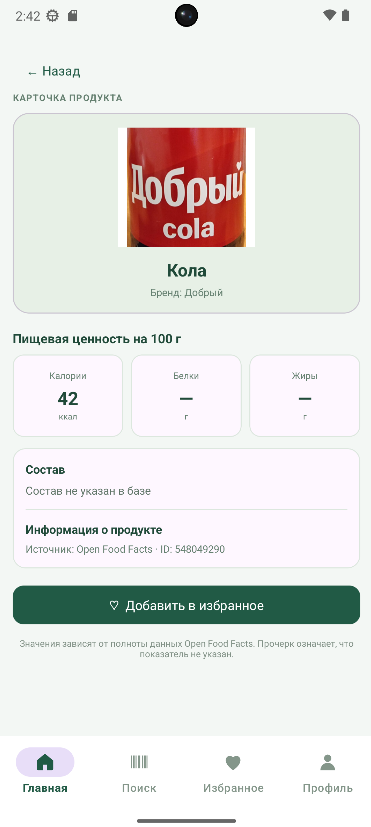 2:42
← Назад
КАРТОЧКА ПРОДУКТА
Добрый
cola
Кола
Бренд: Добрый
Пищевая ценность на 100 г
Калории
42
ккал
Белки
—
г
Жиры
—
г
Состав
Состав не указан в базе
Информация о продукте
Источник: Open Food Facts · ID: 548049290
♡ Добавить в избранное
Значения зависят от полноты данных Open Food Facts. Прочерк означает, что
показатель не указан.
Главная
Поиск
Избранное
Профиль